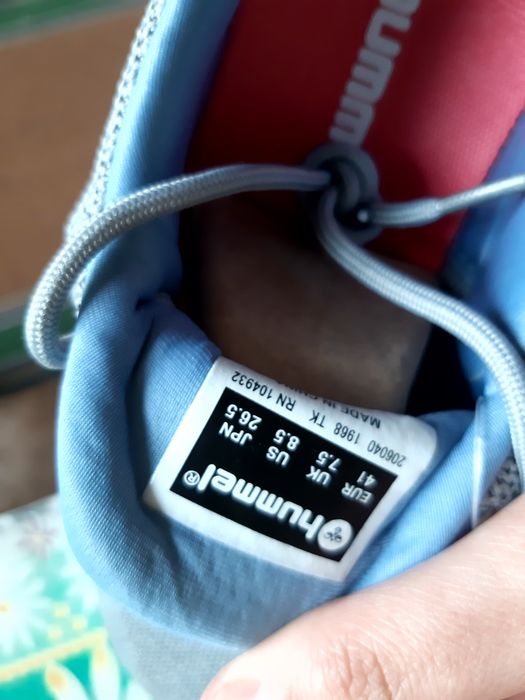 humm
hummel®
EUR UK US JPN
41 7.5 8.5 26.5
206040 1968 TK RN 104932
MADE IN